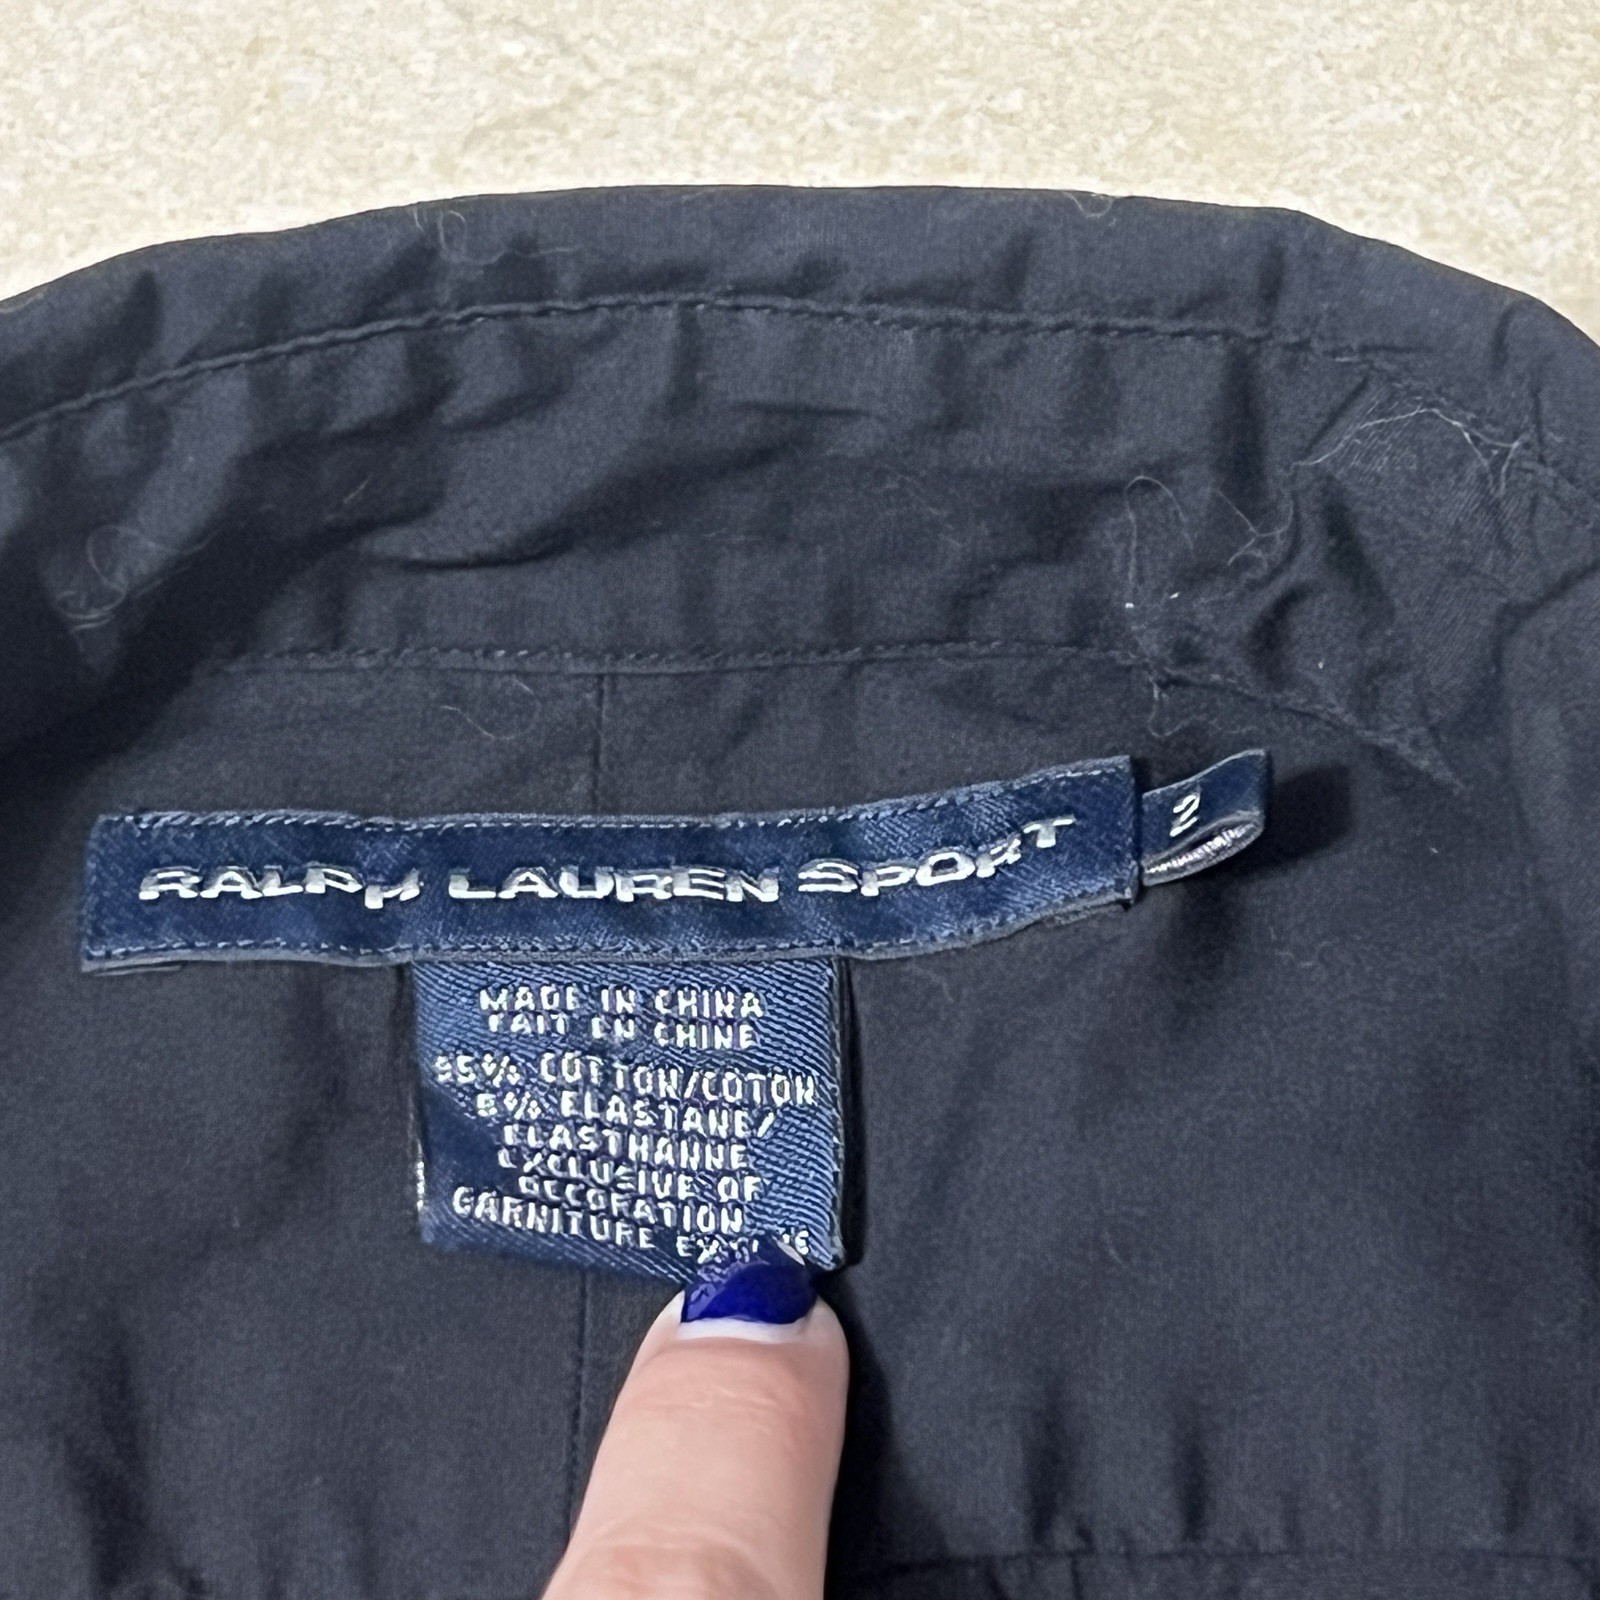 RALPH LAUREN SPORT
2
MADE IN CHINA
FAIT EN CHINE
95% COTTON/COTON
5% ELASTANE/
ELASTHANNE
EXCLUSIVE OF
DECORATION
GARNITURE